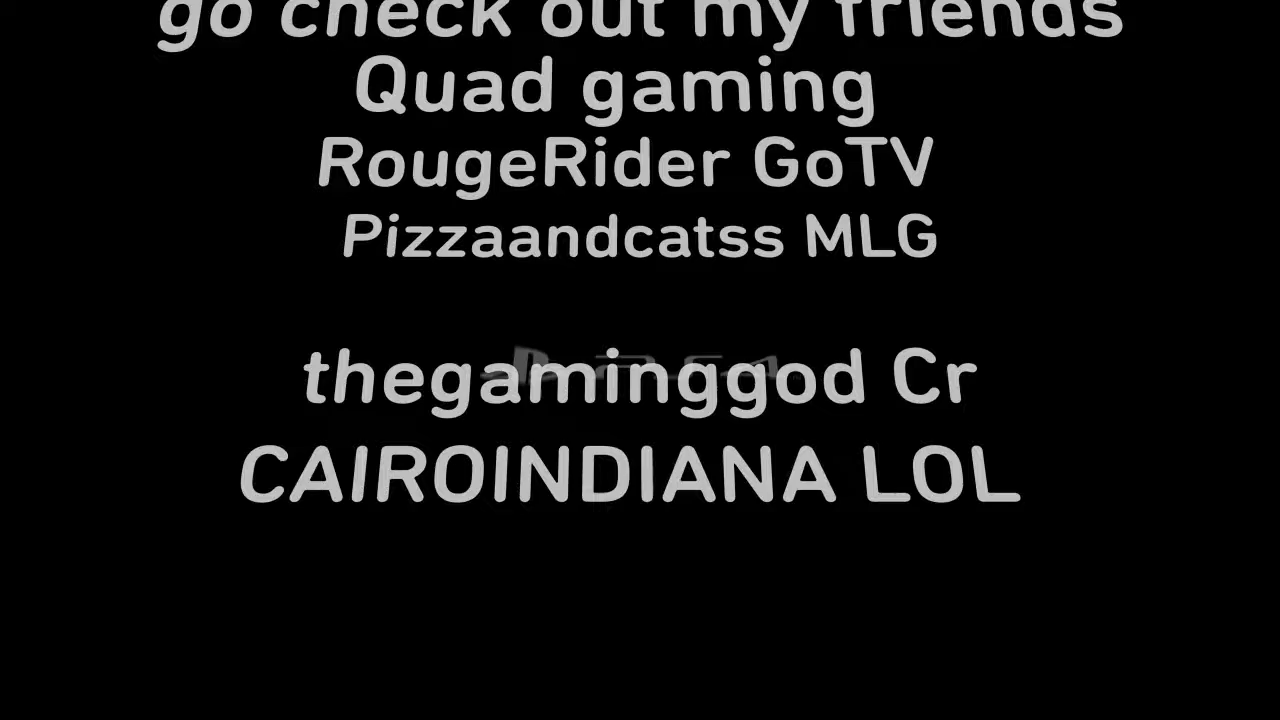 go check out my friends
Quad gaming
RougeRider GoTV
Pizzaandcatss MLG
thegaminggod Cr
CAIROINDIANA LOL